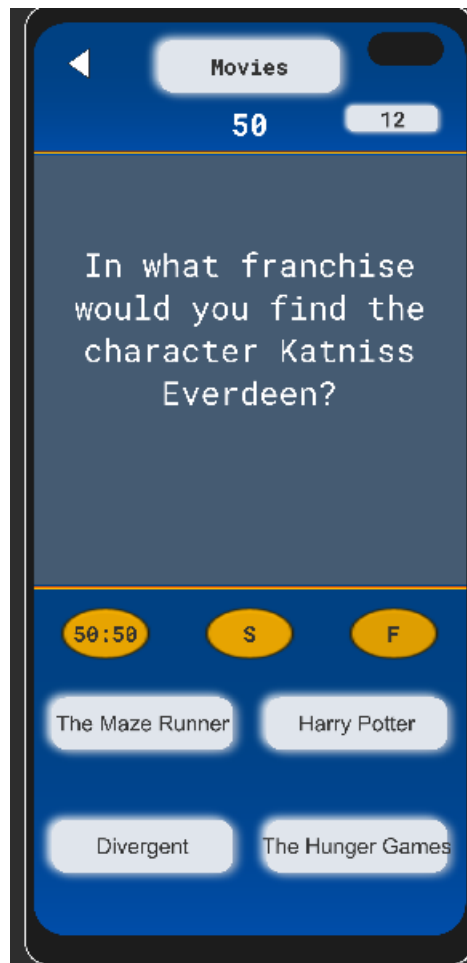 Movies
50
12
In what franchise
would you find the
character Katniss
Everdeen?
50:50
S
F
The Maze Runner
Harry Potter
Divergent
The Hunger Games